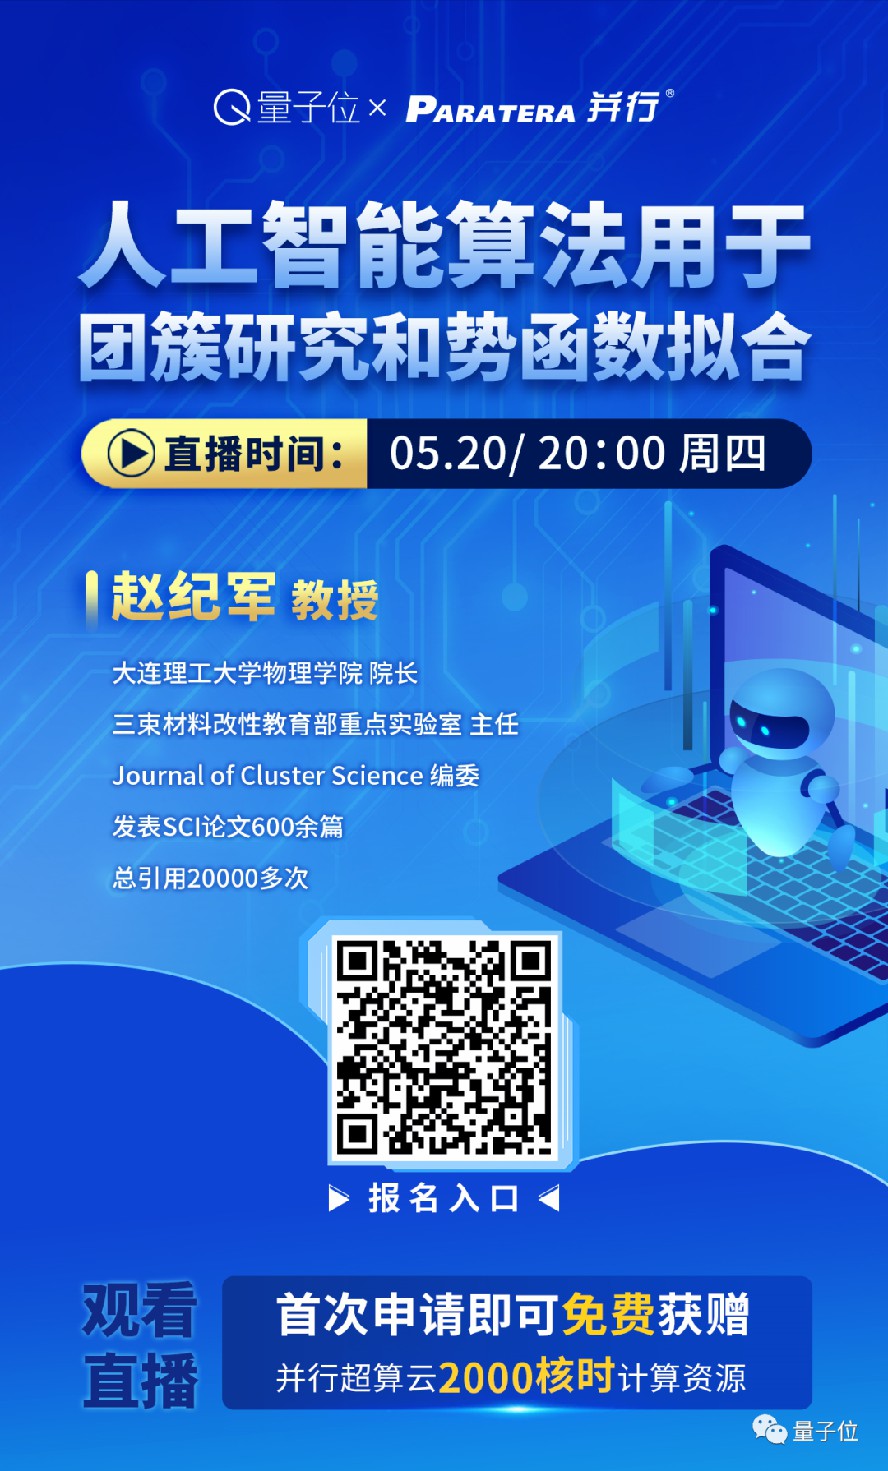 量子位 × PARATERA 并行®
人工智能算法用于
团簇研究和势函数拟合
直播时间： 05.20/ 20：00 周四
赵纪军 教授
大连理工大学物理学院 院长
三束材料改性教育部重点实验室 主任
Journal of Cluster Science 编委
发表SCI论文600余篇
总引用20000多次
报名入口
观看
直播
首次申请即可免费获赠
并行超算云2000核时计算资源
量子位